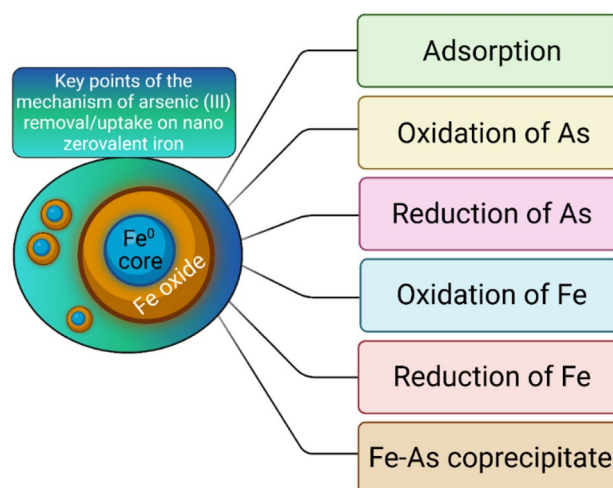 Key points of the
mechanism of arsenic (III)
removal/uptake on nano
zerovalent iron
Fe⁰
core
Fe oxide
Adsorption
Oxidation of As
Reduction of As
Oxidation of Fe
Reduction of Fe
Fe-As coprecipitate